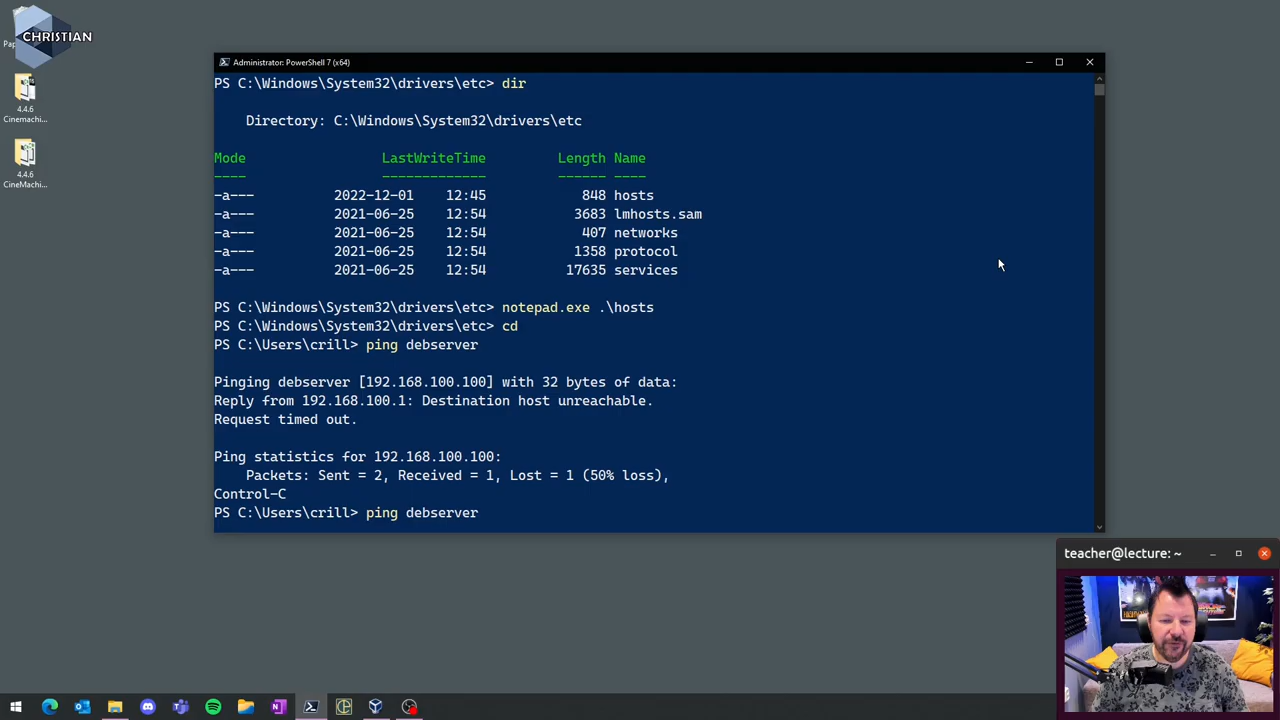 CHRISTIAN
Pap
4.4.6
Cinemachi...
4.4.6
CineMachi...
Administrator: PowerShell 7 (x64)
PS C:\Windows\System32\drivers\etc> dir
Directory: C:\Windows\System32\drivers\etc
Mode LastWriteTime Length Name
---- ------------- ------ ----
-a--- 2022-12-01 12:45 848 hosts
-a--- 2021-06-25 12:54 3683 lmhosts.sam
-a--- 2021-06-25 12:54 407 networks
-a--- 2021-06-25 12:54 1358 protocol
-a--- 2021-06-25 12:54 17635 services
PS C:\Windows\System32\drivers\etc> notepad.exe .\hosts
PS C:\Windows\System32\drivers\etc> cd
PS C:\Users\crill> ping debserver
Pinging debserver [192.168.100.100] with 32 bytes of data:
Reply from 192.168.100.1: Destination host unreachable.
Request timed out.
Ping statistics for 192.168.100.100:
Packets: Sent = 2, Received = 1, Lost = 1 (50% loss),
Control-C
PS C:\Users\crill> ping debserver
teacher@lecture: ~